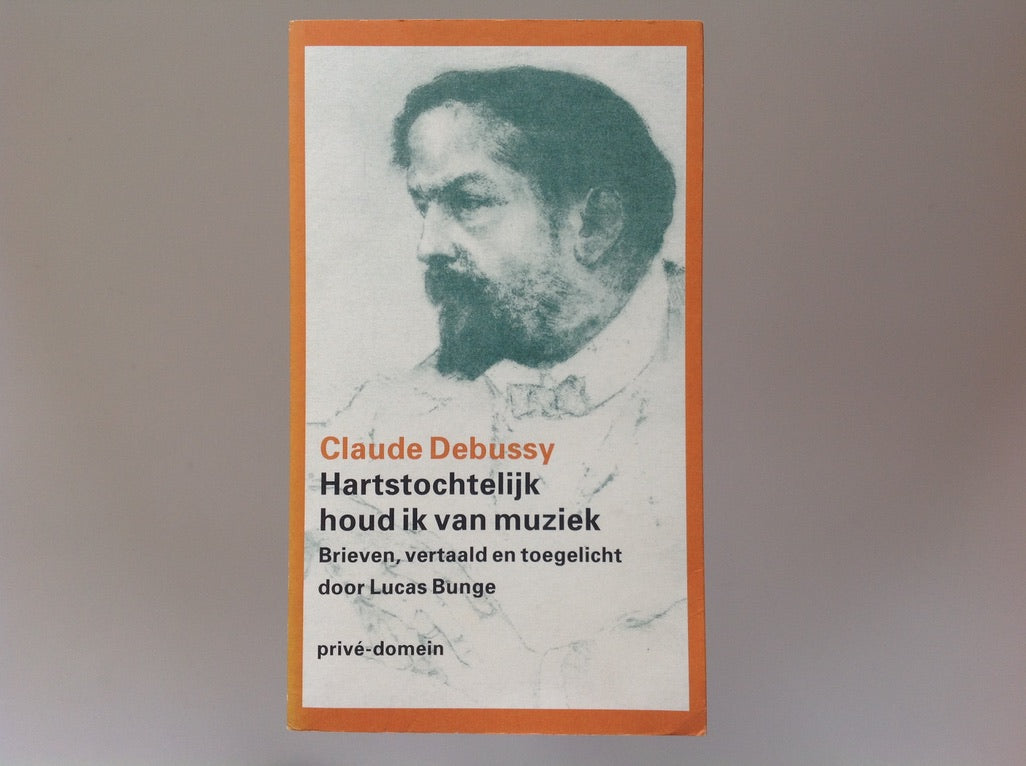 Claude Debussy
Hartstochtelijk
houd ik van muziek
Brieven, vertaald en toegelicht
door Lucas Bunge
privé-domein